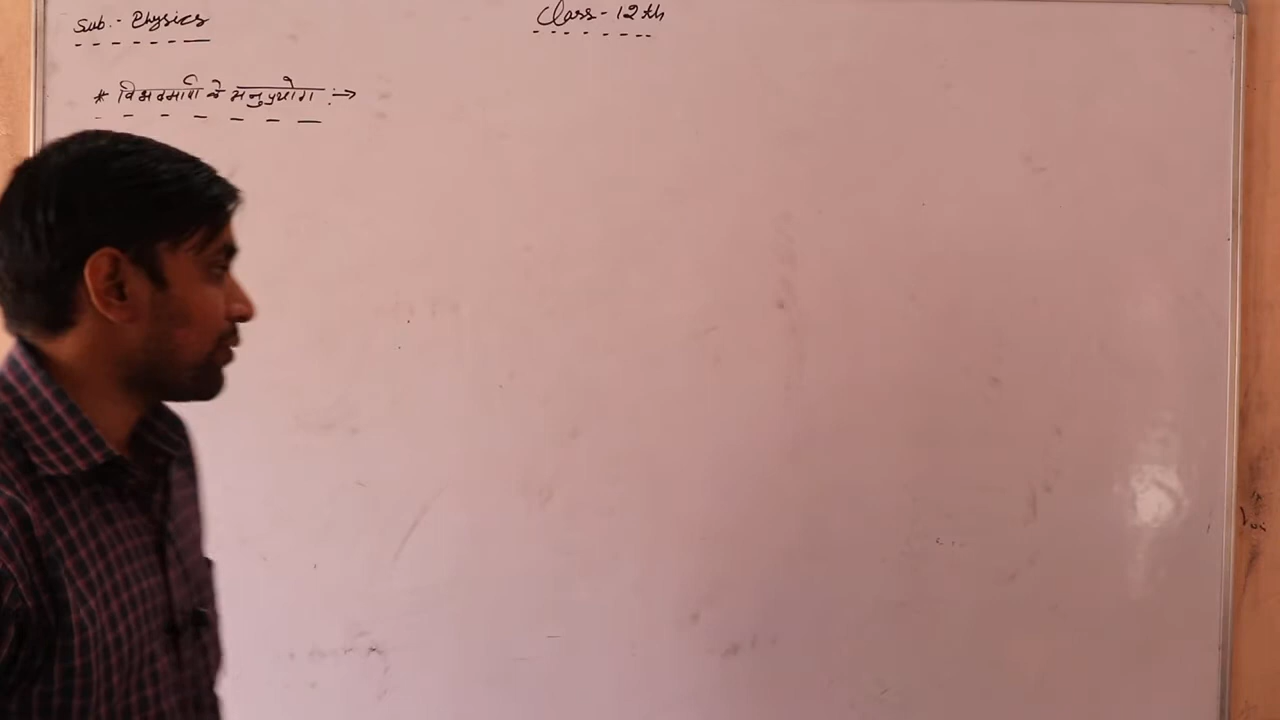 Sub. - Physics
Class - 12th
* विभवमापी के अनुप्रयोग :→